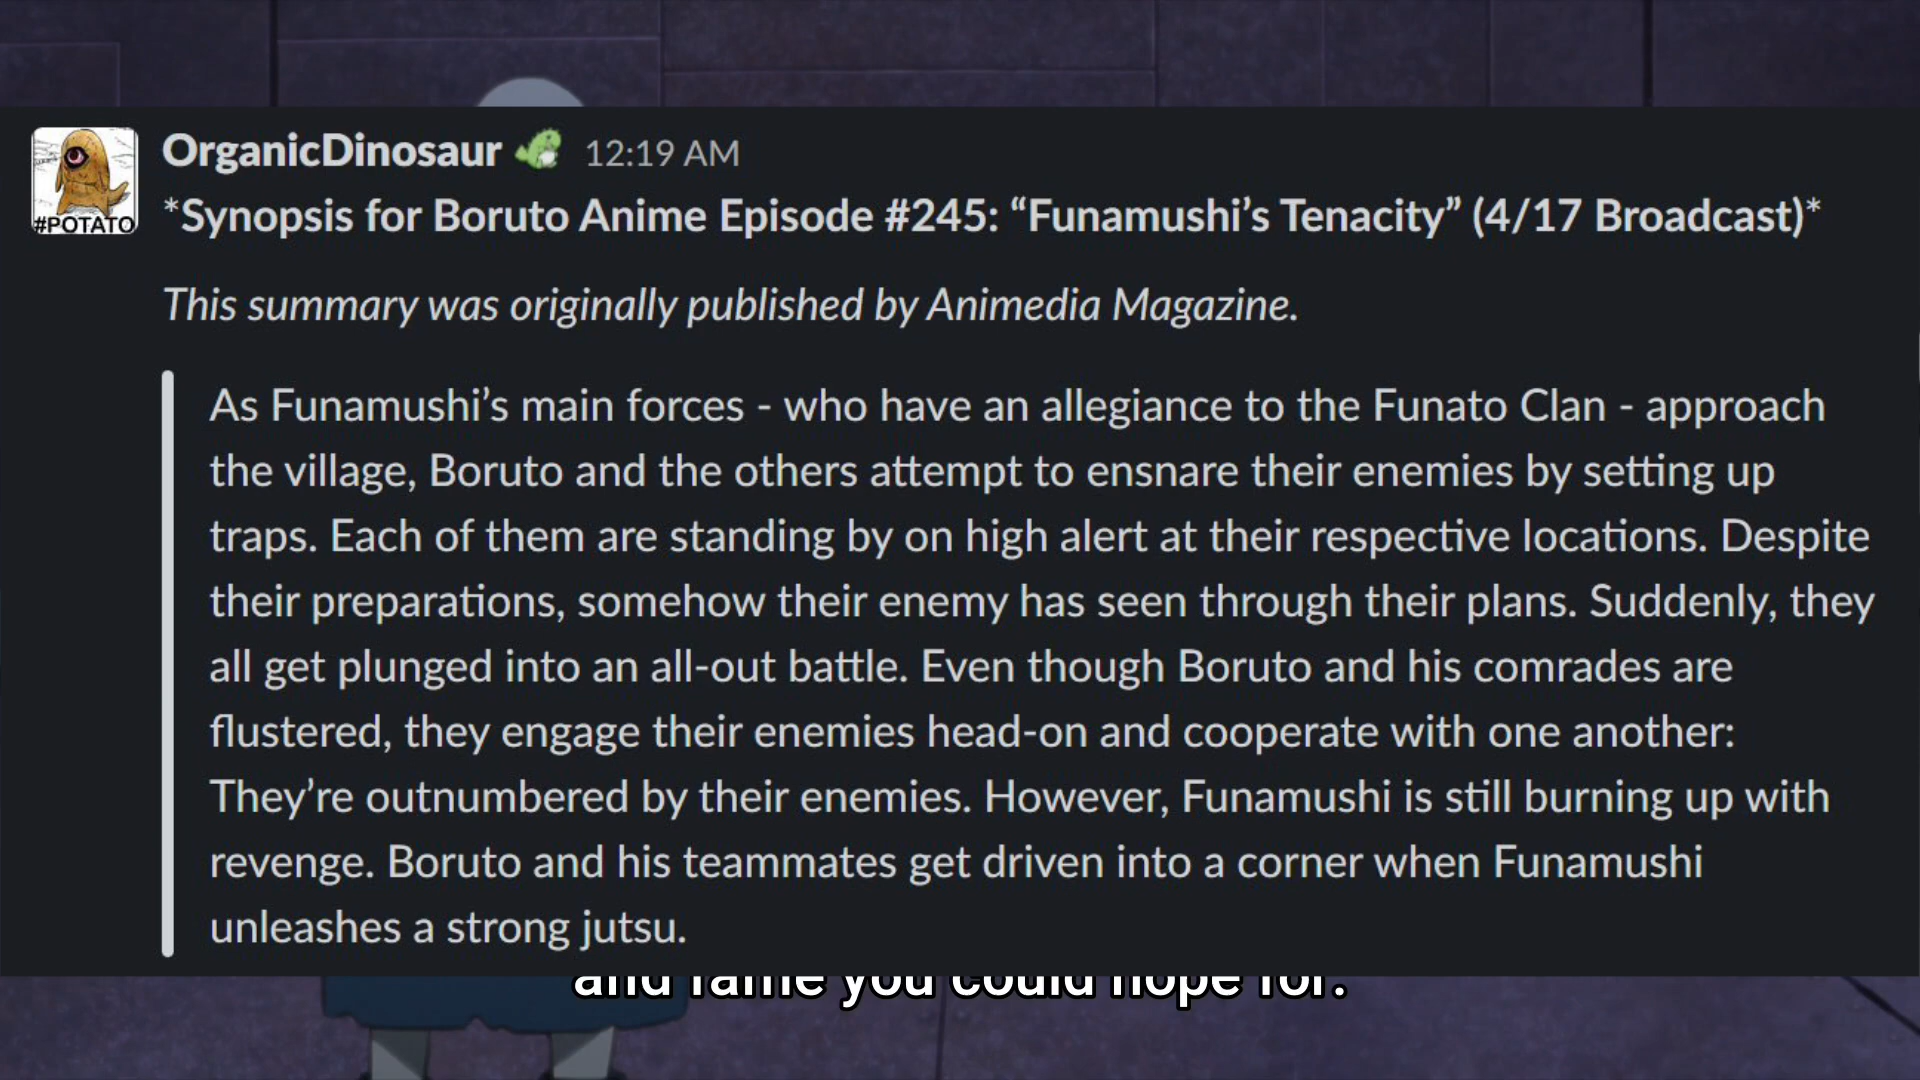 OrganicDinosaur 12:19 AM
#POTATO
*Synopsis for Boruto Anime Episode #245: “Funamushi’s Tenacity” (4/17 Broadcast)*
This summary was originally published by Animedia Magazine.
As Funamushi’s main forces - who have an allegiance to the Funato Clan - approach
the village, Boruto and the others attempt to ensnare their enemies by setting up
traps. Each of them are standing by on high alert at their respective locations. Despite
their preparations, somehow their enemy has seen through their plans. Suddenly, they
all get plunged into an all-out battle. Even though Boruto and his comrades are
flustered, they engage their enemies head-on and cooperate with one another:
They’re outnumbered by their enemies. However, Funamushi is still burning up with
revenge. Boruto and his teammates get driven into a corner when Funamushi
unleashes a strong jutsu.
and fame you could hope for.